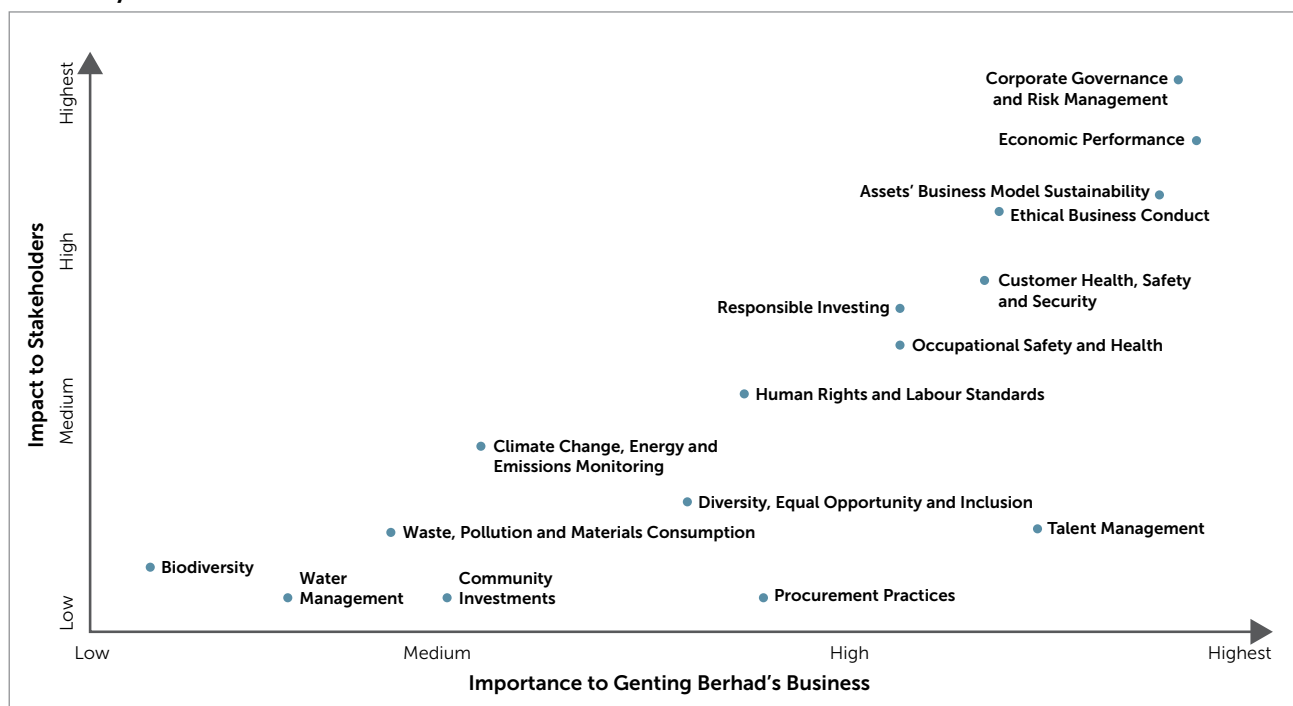 Highest
High
Medium
Low
Impact to Stakeholders
Corporate Governance
and Risk Management
Economic Performance
Assets’ Business Model Sustainability
Ethical Business Conduct
Customer Health, Safety
and Security
Responsible Investing
Occupational Safety and Health
Human Rights and Labour Standards
Climate Change, Energy and
Emissions Monitoring
Diversity, Equal Opportunity and Inclusion
Waste, Pollution and Materials Consumption
Talent Management
Biodiversity
Water
Management
Community
Investments
Procurement Practices
Low
Medium
High
Highest
Importance to Genting Berhad’s Business